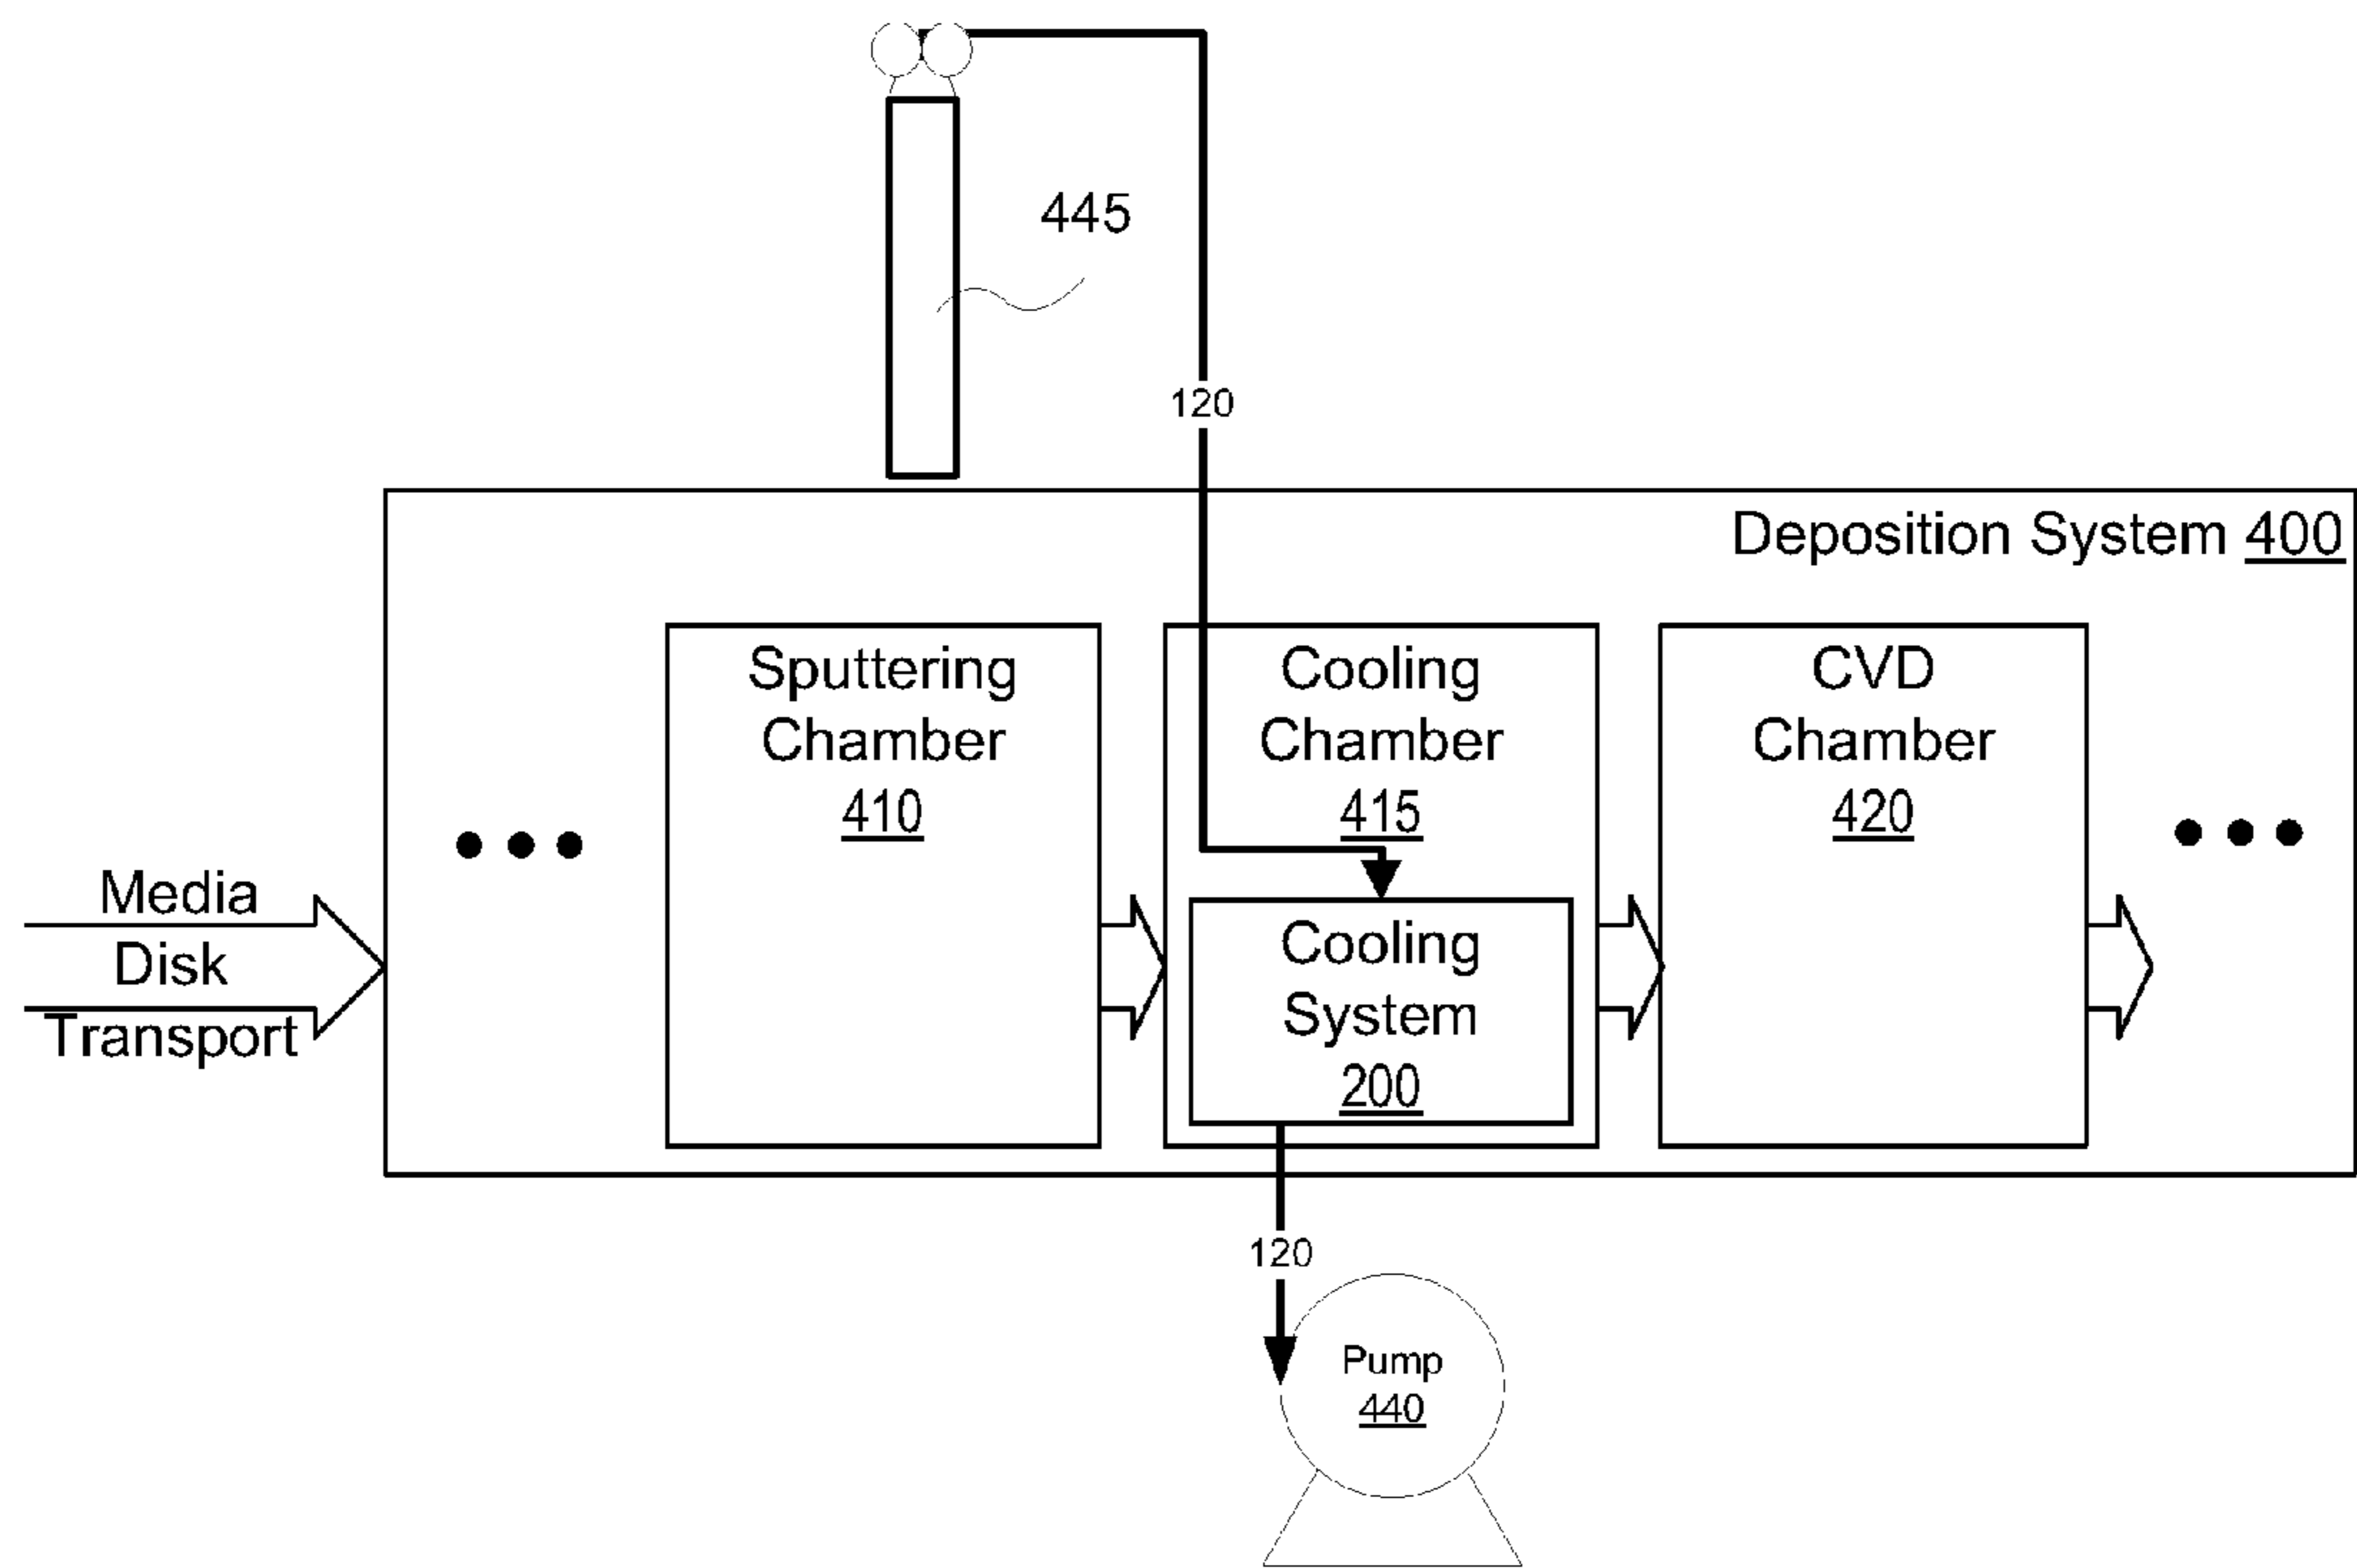 445
120
Deposition System 400
Sputtering
Chamber
410
Cooling
Chamber
415
CVD
Chamber
420
Media
Disk
Transport
Cooling
System
200
120
Pump
440